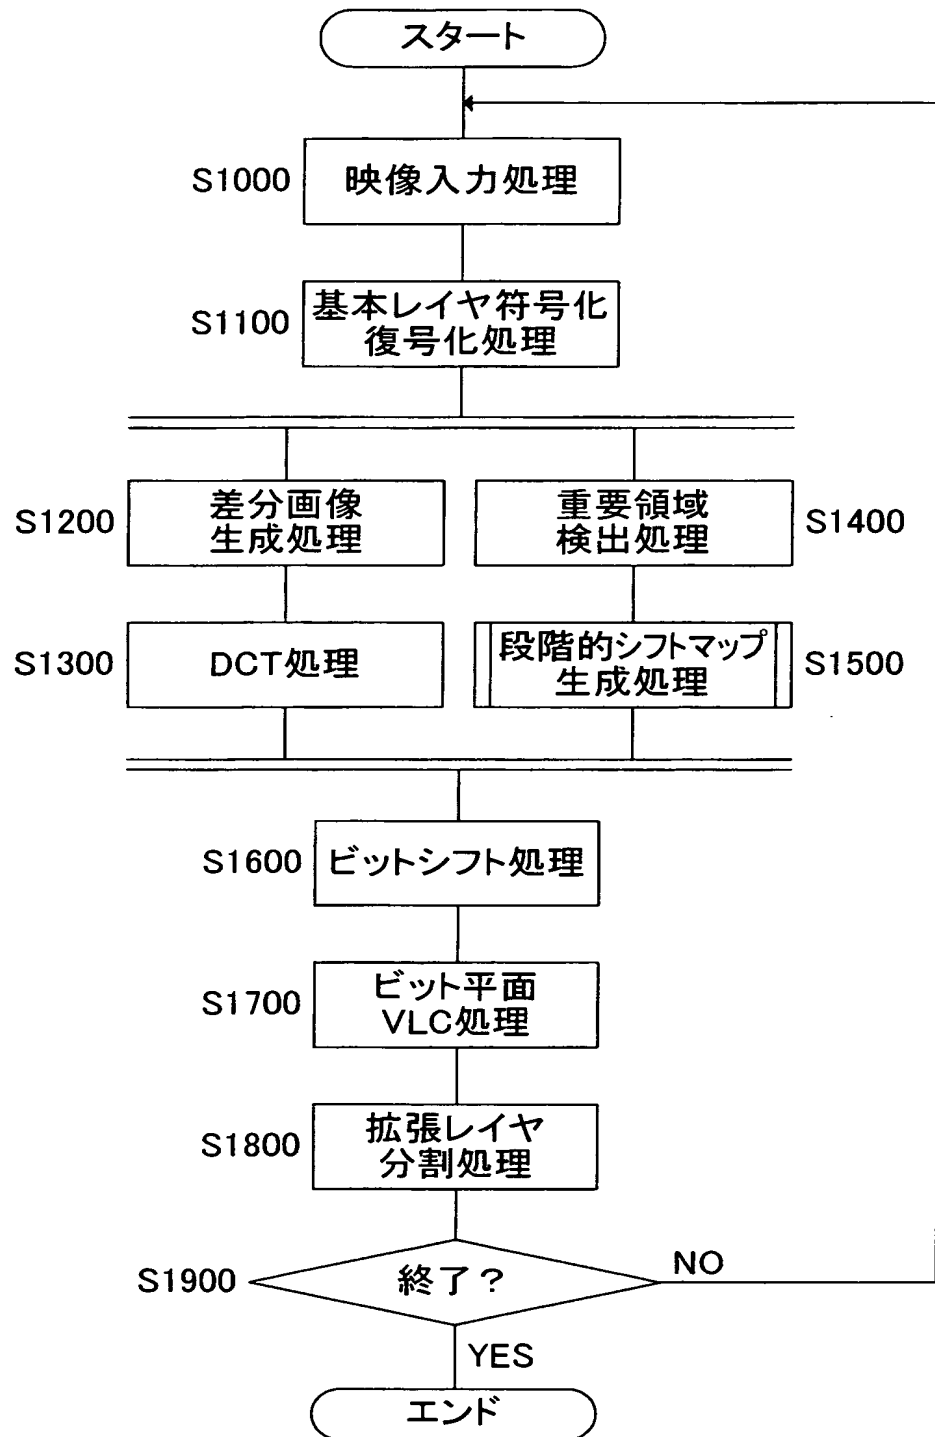 スタート
S1000
映像入力処理
S1100
基本レイヤ符号化
復号化処理
S1200
差分画像
生成処理
重要領域
検出処理
S1400
S1300
DCT処理
段階的シフトマップ
生成処理
S1500
S1600
ビットシフト処理
S1700
ビット平面
VLC処理
S1800
拡張レイヤ
分割処理
S1900
終了？
NO
YES
エンド